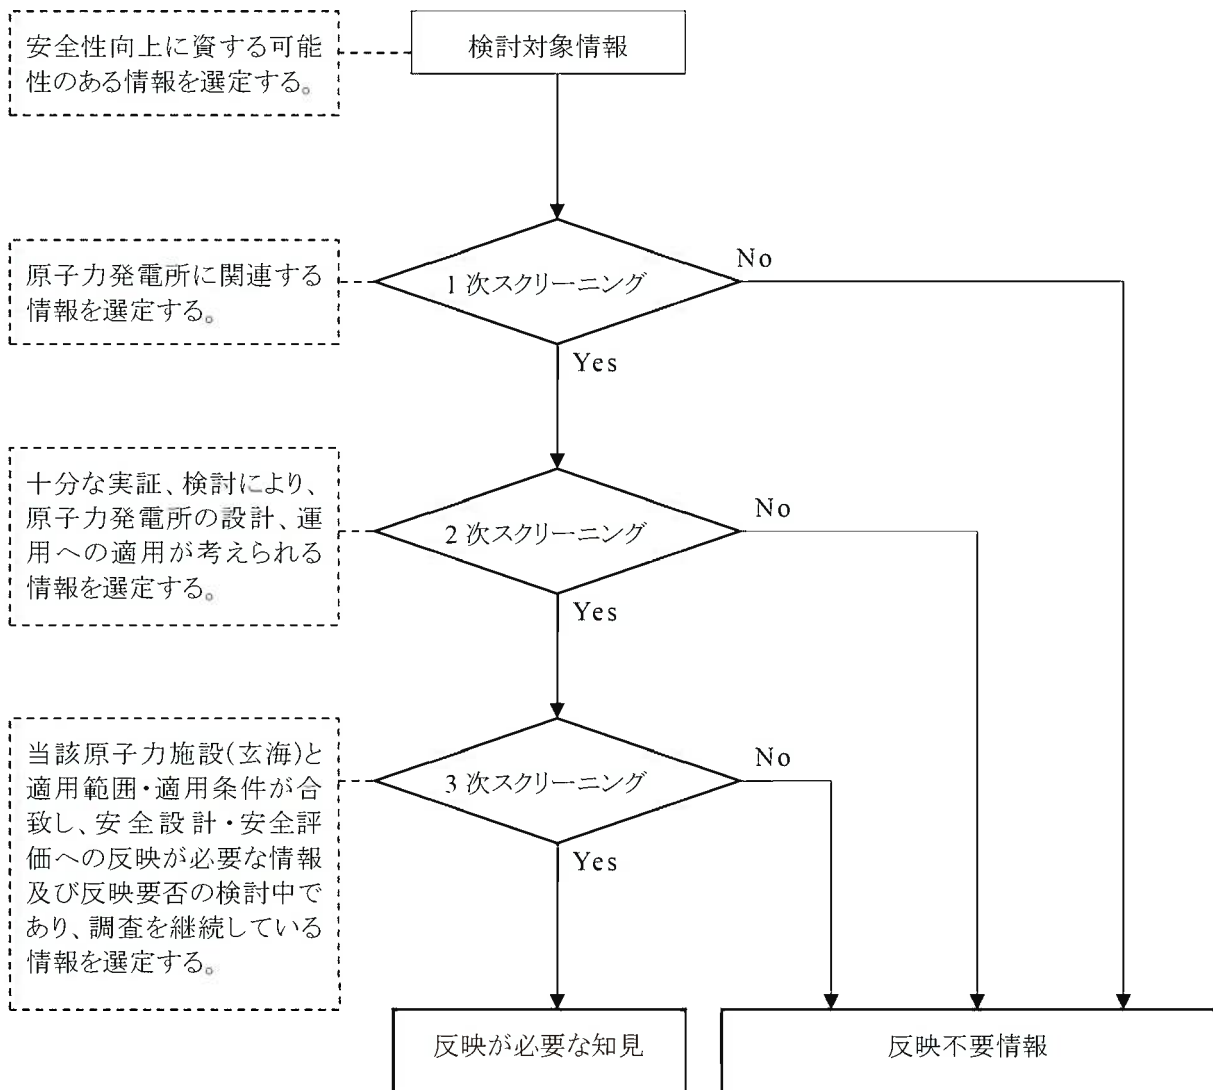 安全性向上に資する可能
性のある情報を選定する。
検討対象情報
原子力発電所に関連する
情報を選定する。
1 次スクリーニング
No
Yes
十分な実証、検討により、
原子力発電所の設計、運
用への適用が考えられる
情報を選定する。
2 次スクリーニング
No
Yes
当該原子力施設(玄海)と
適用範囲・適用条件が合
致し、安全設計・安全評
価への反映が必要な情報
及び反映要否の検討中で
あり、調査を継続している
情報を選定する。
3 次スクリーニング
No
Yes
反映が必要な知見
反映不要情報